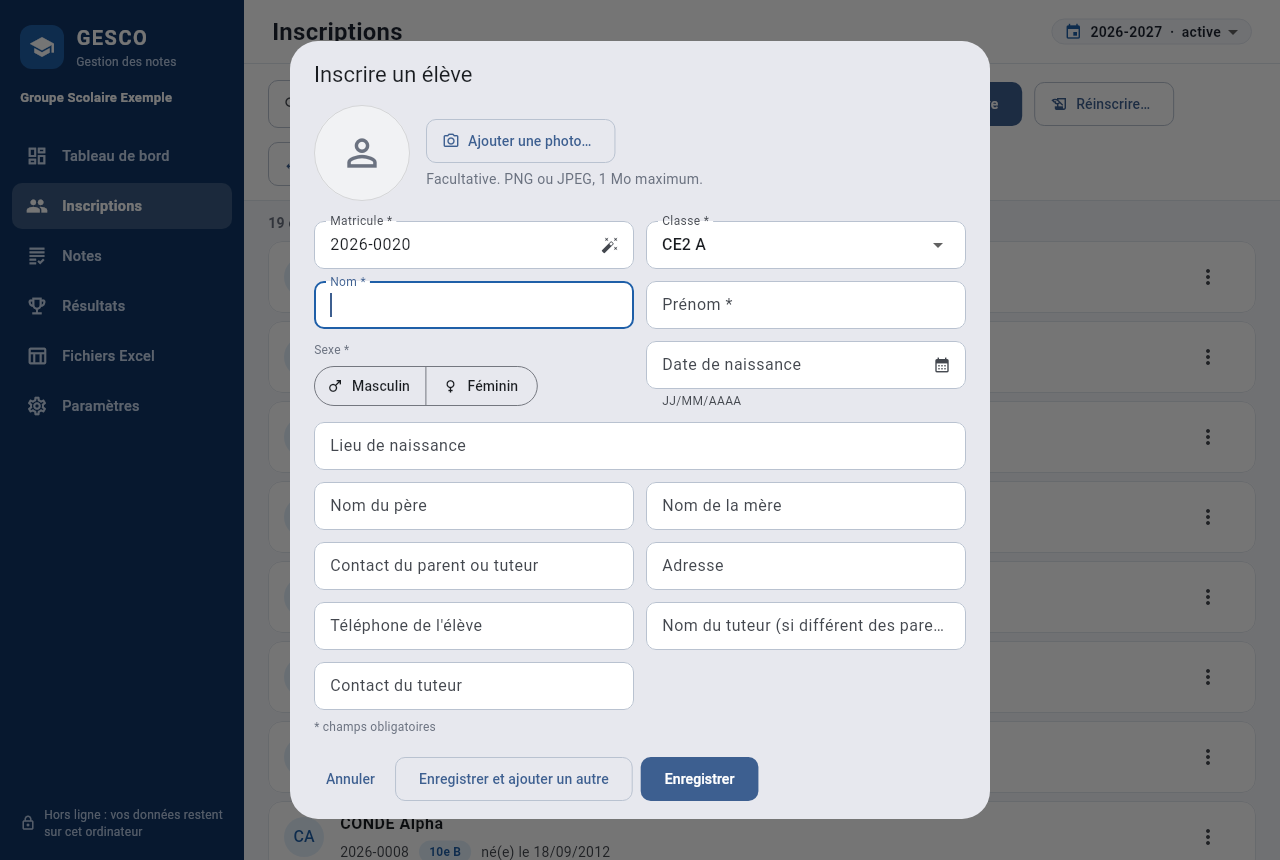 GESCO
Gestion des notes
Groupe Scolaire Exemple
Tableau de bord
Inscriptions
Notes
Résultats
Fichiers Excel
Paramètres
Hors ligne : vos données restent
sur cet ordinateur
Inscriptions
2026-2027 · active
Réinscrire…
19
Inscrire un élève
Ajouter une photo…
Facultative. PNG ou JPEG, 1 Mo maximum.
Matricule *
2026-0020
Classe *
CE2 A
Nom *
Prénom *
Sexe *
Masculin
Féminin
Date de naissance
JJ/MM/AAAA
Lieu de naissance
Nom du père
Nom de la mère
Contact du parent ou tuteur
Adresse
Téléphone de l'élève
Nom du tuteur (si différent des pare…
Contact du tuteur
* champs obligatoires
Annuler
Enregistrer et ajouter un autre
Enregistrer
CA
CONDE Alpha
2026-0008
10e B
né(e) le 18/09/2012